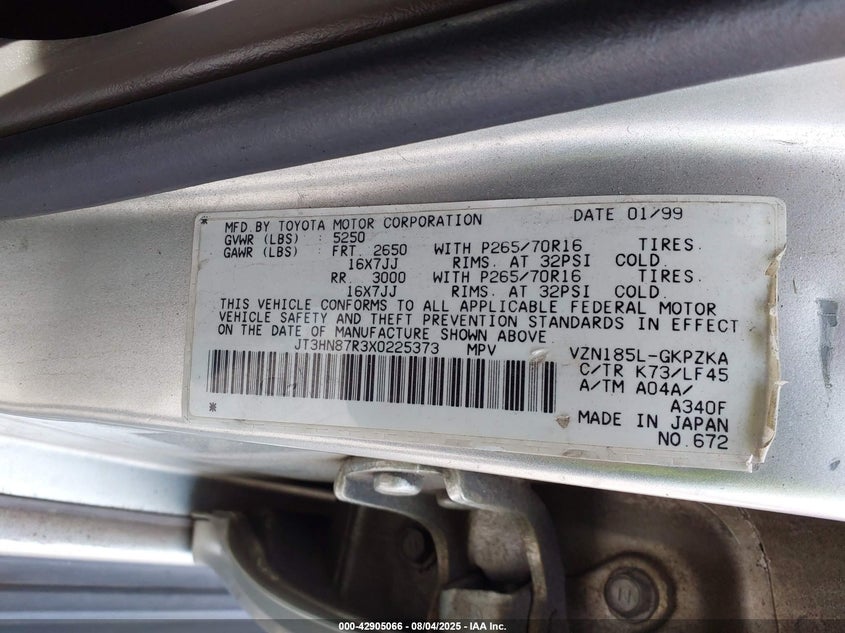 * MFD.BY TOYOTA MOTOR CORPORATION DATE 01/99
GVWR (LBS) : 5250
GAWR (LBS) : FRT. 2650 WITH P265/70R16 TIRES.
16X7JJ RIMS. AT 32PSI COLD.
RR. 3000 WITH P265/70R16 TIRES.
16X7JJ RIMS. AT 32PSI COLD.
THIS VEHICLE CONFORMS TO ALL APPLICABLE FEDERAL MOTOR
VEHICLE SAFETY AND THEFT PREVENTION STANDARDS IN EFFECT
ON THE DATE OF MANUFACTURE SHOWN ABOVE
JT3HN87R3X0225373 MPV VZN185L-GKPZKA
C/TR K73/LF45
A/TM A04A/
A340F
* MADE IN JAPAN
NO.672
000-42905066 - 08/04/2025 - IAA Inc.